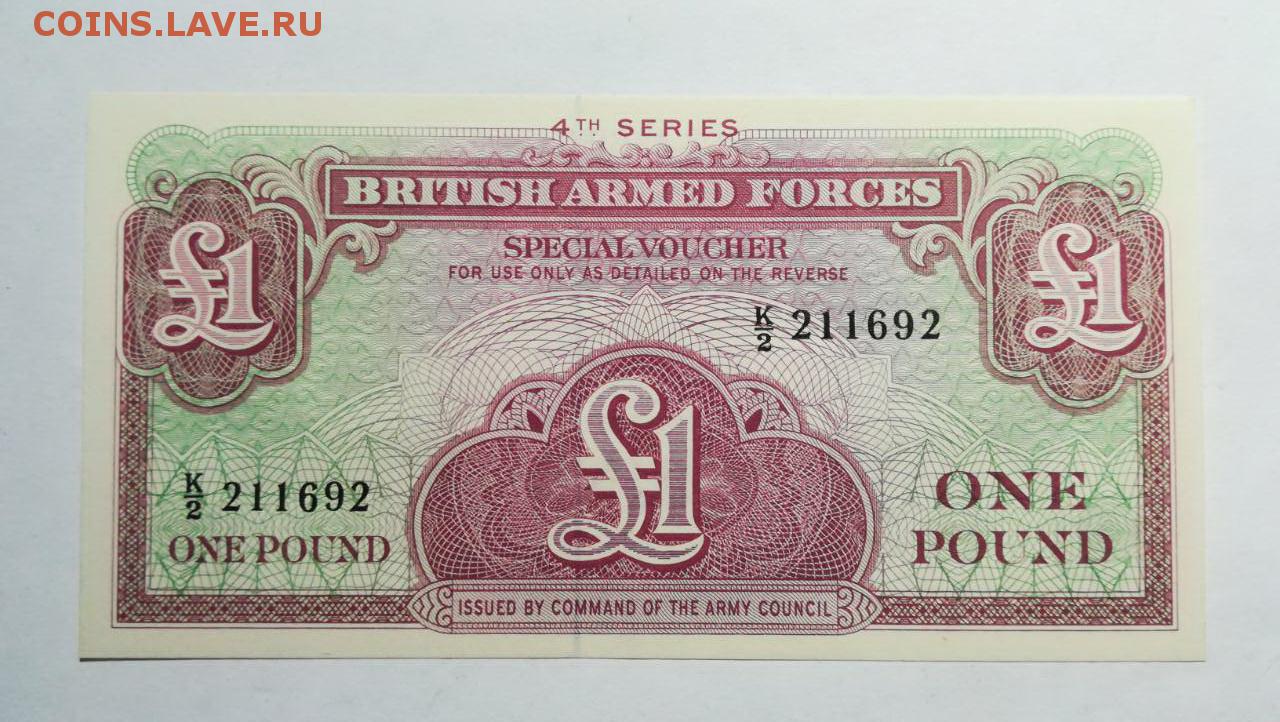 COINS.LAVE.RU
4TH SERIES
BRITISH ARMED FORCES
SPECIAL VOUCHER
FOR USE ONLY AS DETAILED ON THE REVERSE
£1
£1
K/2 211692
£1
K/2 211692
ONE POUND
ONE
POUND
ISSUED BY COMMAND OF THE ARMY COUNCIL